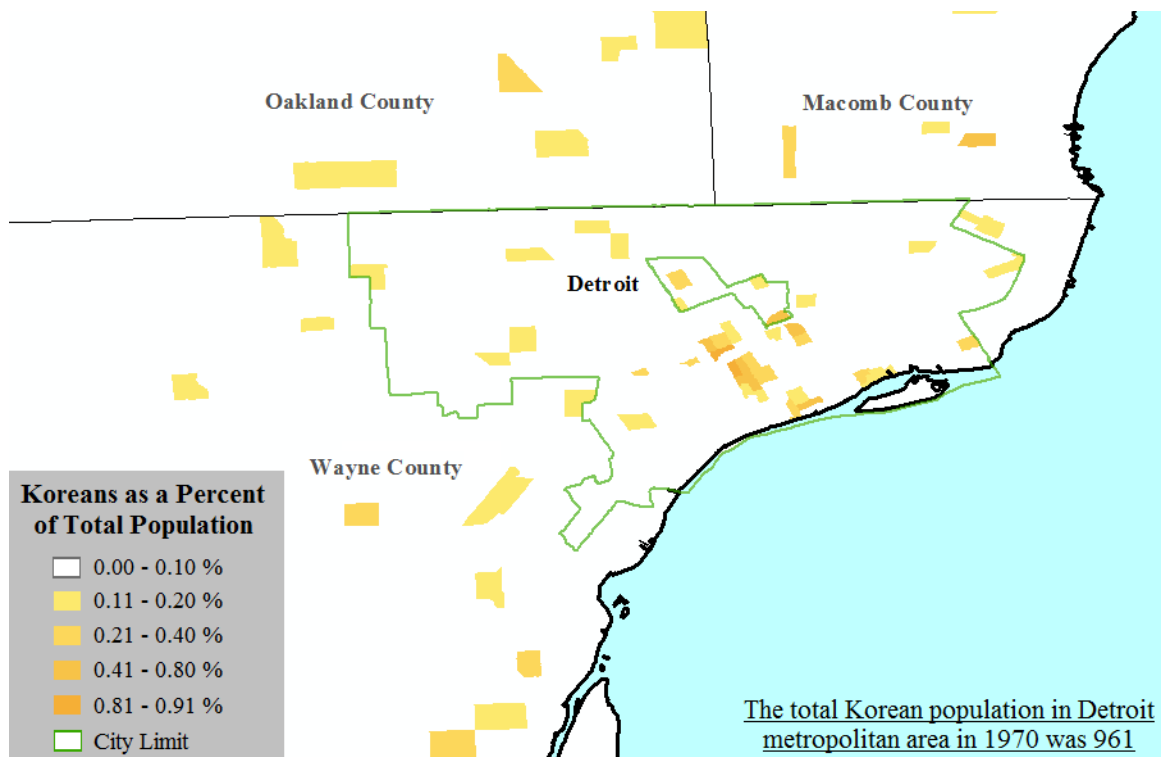 Oakland County
Macomb County
Detroit
Wayne County
Koreans as a Percent
of Total Population
0.00 - 0.10 %
0.11 - 0.20 %
0.21 - 0.40 %
0.41 - 0.80 %
0.81 - 0.91 %
City Limit
The total Korean population in Detroit
metropolitan area in 1970 was 961